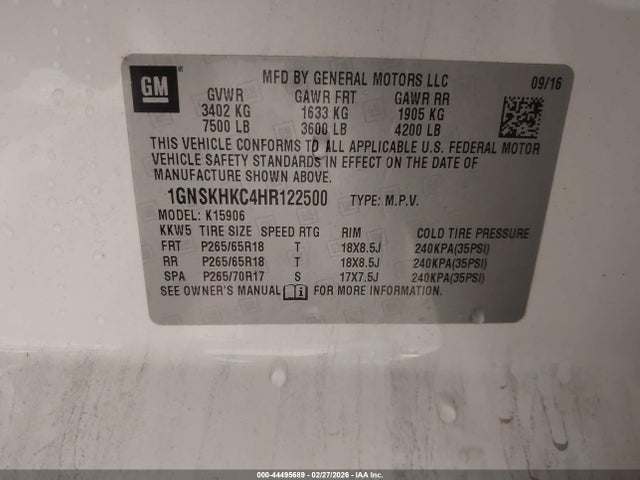 GM
MFD BY GENERAL MOTORS LLC 09/16
GVWR GAWR FRT GAWR RR
3402 KG 1633 KG 1905 KG
7500 LB 3600 LB 4200 LB
THIS VEHICLE CONFORMS TO ALL APPLICABLE U.S. FEDERAL MOTOR
VEHICLE SAFETY STANDARDS IN EFFECT ON THE DATE OF
MANUFACTURE SHOWN ABOVE.
1GNSKHKC4HR122500 TYPE: M.P.V.
MODEL: K15906
KKW5 TIRE SIZE SPEED RTG RIM COLD TIRE PRESSURE
FRT P265/65R18 T 18X8.5J 240KPA(35PSI)
RR P265/65R18 T 18X8.5J 240KPA(35PSI)
SPA P265/70R17 S 17X7.5J 240KPA(35PSI)
SEE OWNER'S MANUAL FOR MORE INFORMATION.
000-44495689 - 02/27/2026 - IAA Inc.